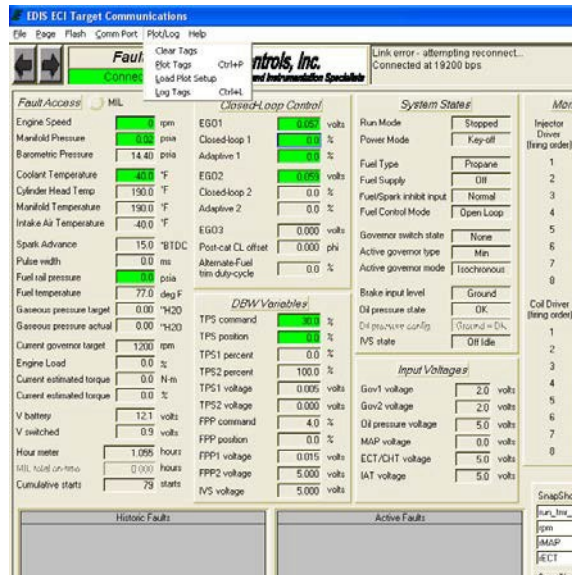 EDIS ECI Target Communications
File Page Flash Comm Port Plot/Log Help
Clear Tags
Plot Tags Ctrl+P
Load Plot Setup
Log Tags Ctrl+L
Faul
Connec
ntrols, Inc.
and Instrumentation Specialists
Link error - attempting reconnect...
Connected at 19200 bps
Fault Access MIL
Engine Speed 0 rpm
Manifold Pressure 0.02 psia
Barometric Pressure 14.40 psia
Coolant Temperature -40.0 °F
Cylinder Head Temp 190.0 °F
Manifold Temperature 190.0 °F
Intake Air Temperature -40.0 °F
Spark Advance 15.0 °BTDC
Pulse width 0.0 ms
Fuel rail pressure 0.0 psia
Fuel temperature 77.0 deg F
Gaseous pressure target 0.00 "H2O
Gaseous pressure actual 0.00 "H2O
Current governor target 1200 rpm
Engine Load 0.0 %
Current estimated torque 0.0 N-m
Current estimated torque 0.0 %
V battery 12.1 volts
V switched 0.9 volts
Hour meter 1.055 hours
MIL total on-time 0.000 hours
Cumulative starts 79 starts
Closed-Loop Control
EGO1 0.057 volts
Closed-loop 1 0.0 %
Adaptive 1 0.0 %
EGO2 0.059 volts
Closed-loop 2 0.0 %
Adaptive 2 0.0 %
EGO3 0.000 volts
Post-cat CL offset 0.000 phi
Alternate-Fuel
trim duty-cycle 0.0 %
DBW Variables
TPS command 30.0 %
TPS position 0.0 %
TPS1 percent 0.0 %
TPS2 percent 100.0 %
TPS1 voltage 0.005 volts
TPS2 voltage 0.000 volts
FPP command 4.0 %
FPP position 0.0 %
FPP1 voltage 0.015 volts
FPP2 voltage 5.000 volts
IVS voltage 5.000 volts
System States
Run Mode Stopped
Power Mode Key-off
Fuel Type Propane
Fuel Supply Off
Fuel/Spark inhibit input Normal
Fuel Control Mode Open Loop
Governor switch state None
Active governor type Min
Active governor mode Isochronous
Brake input level Ground
Oil pressure state OK
Oil pressure config Ground = OK
IVS state Off Idle
Input Voltages
Gov1 voltage 2.0 volts
Gov2 voltage 2.0 volts
Oil pressure voltage 5.0 volts
MAP voltage 0.0 volts
ECT/CHT voltage 5.0 volts
IAT voltage 5.0 volts
Mor
Injector
Driver
(firing order)
1
2
3
4
5
6
7
8
Coil Driver
(firing order)
1
2
3
4
5
6
7
8
SnapSho
run_tmr_
rpm
rMAP
rECT
Historic Faults
Active Faults